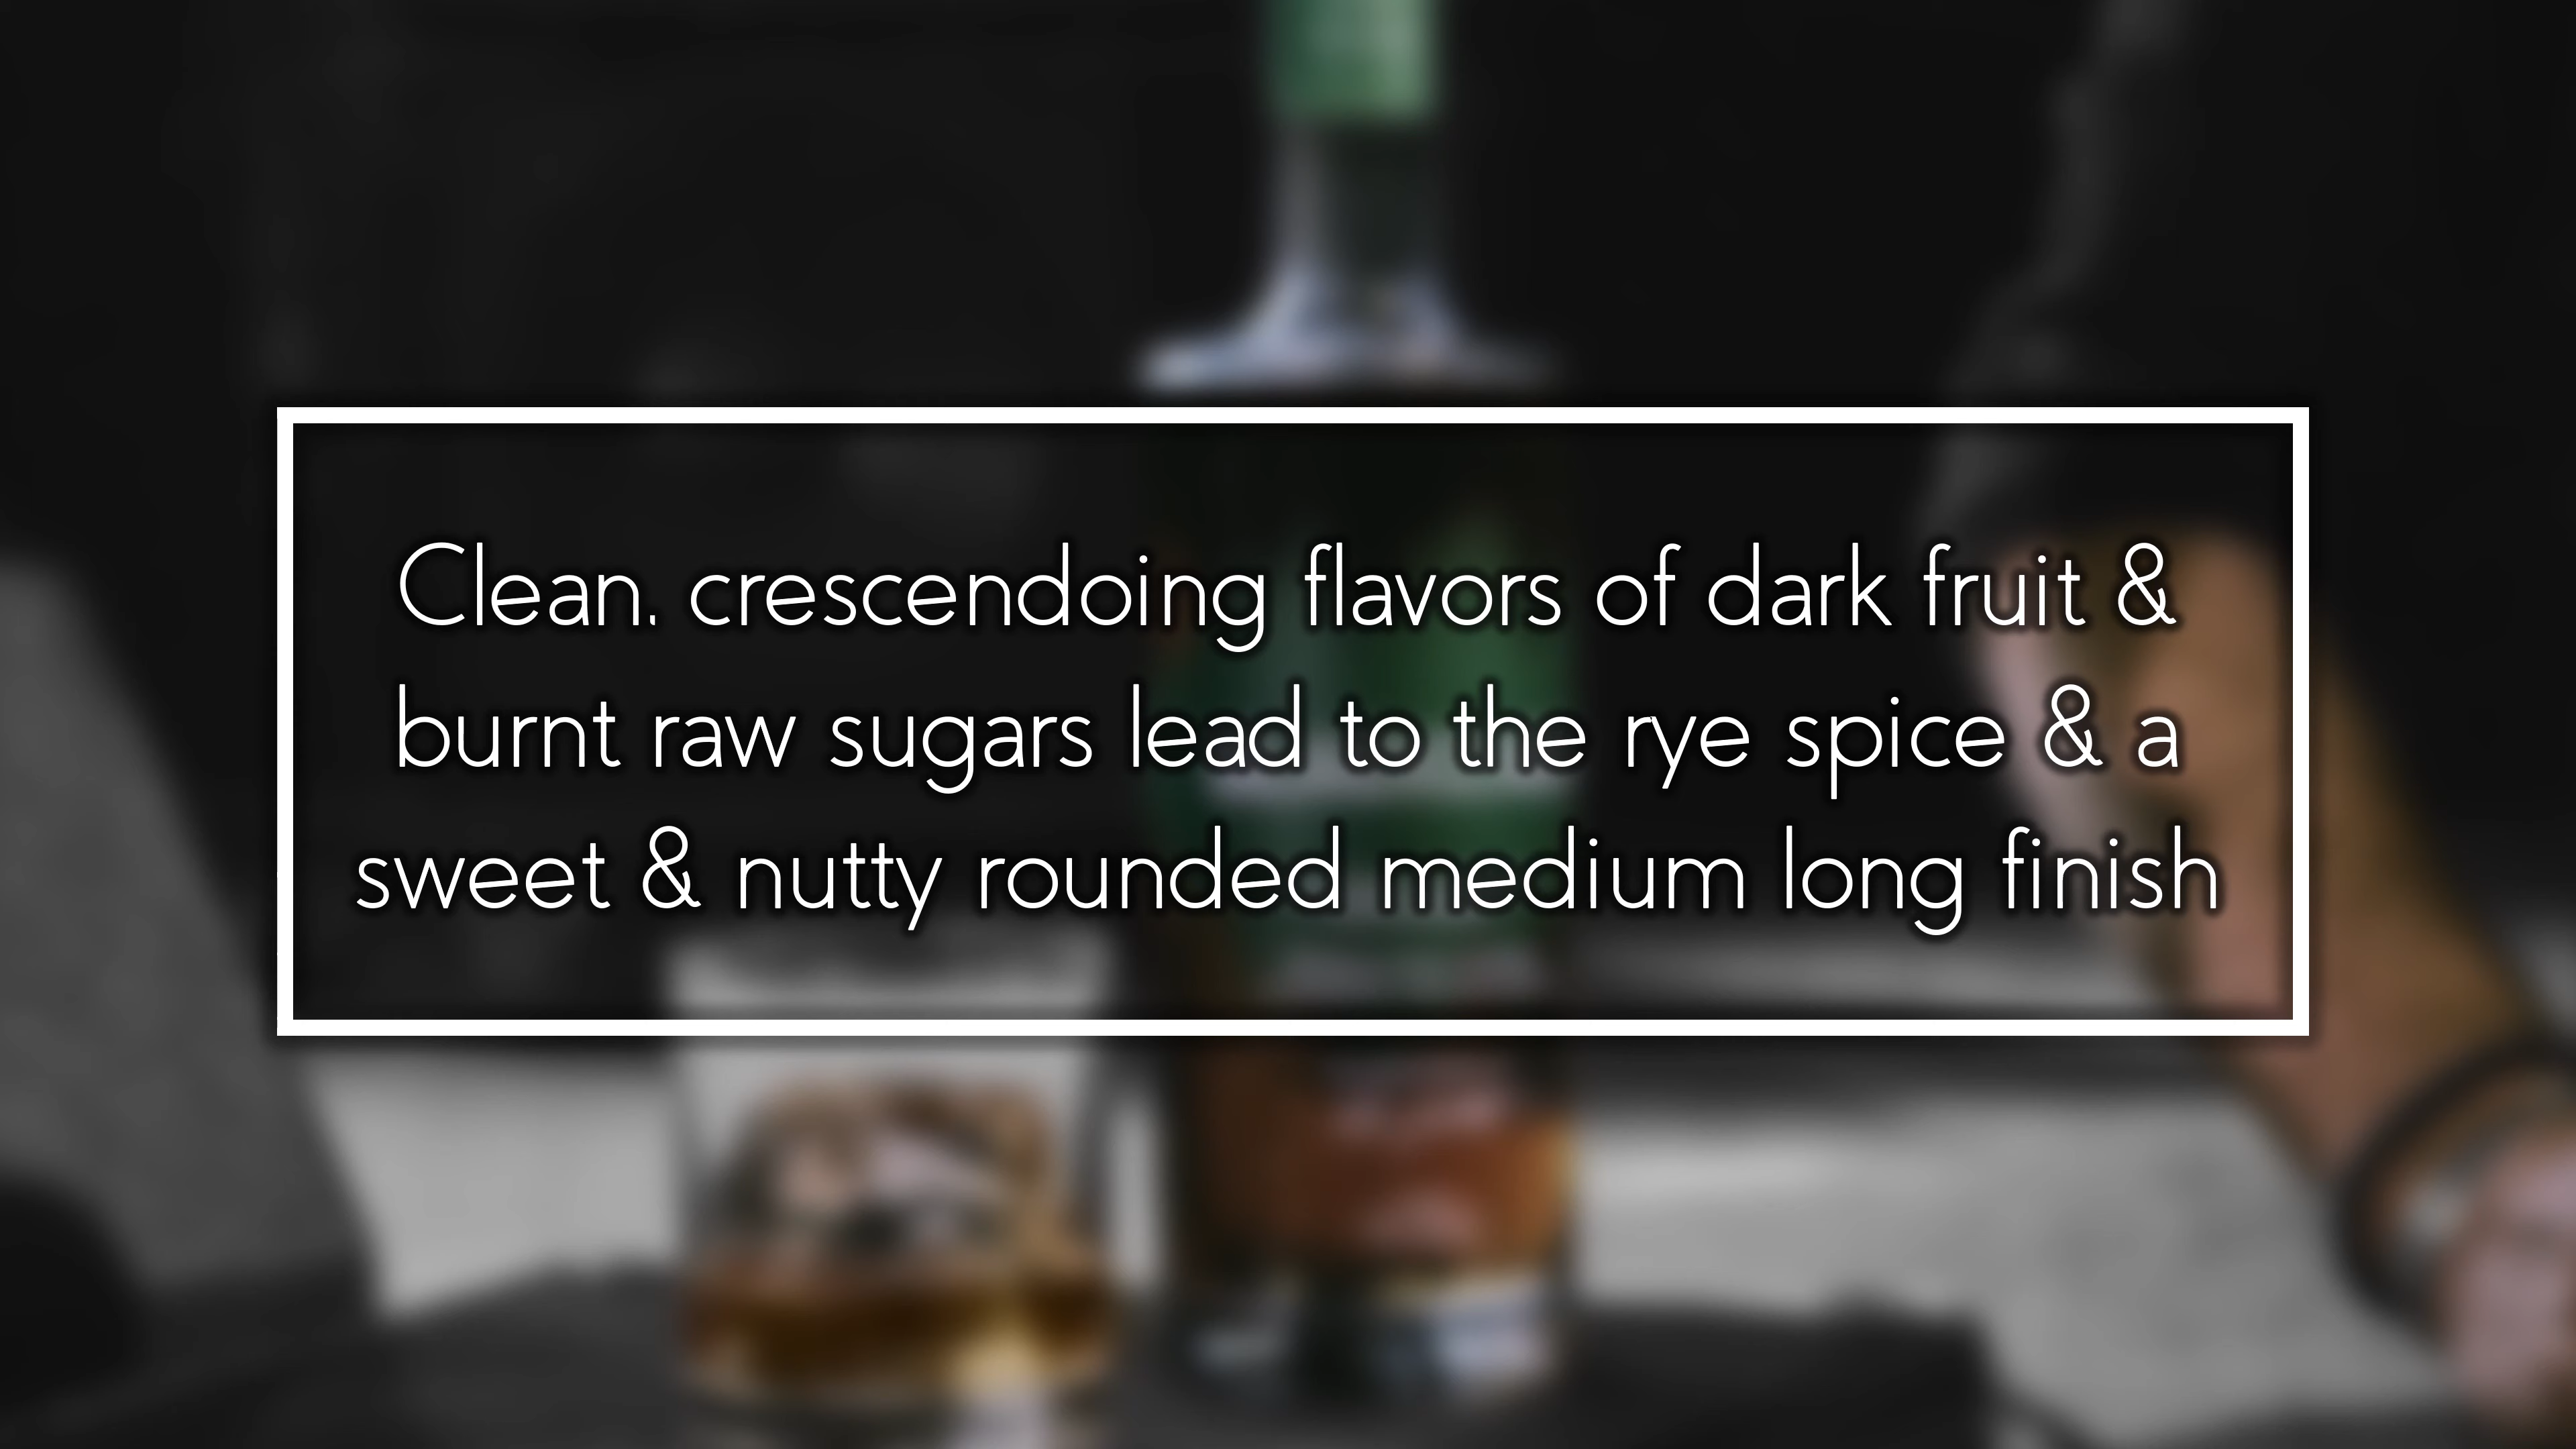 Clean, crescendoing flavors of dark fruit &
burnt raw sugars lead to the rye spice & a
sweet & nutty rounded medium long finish